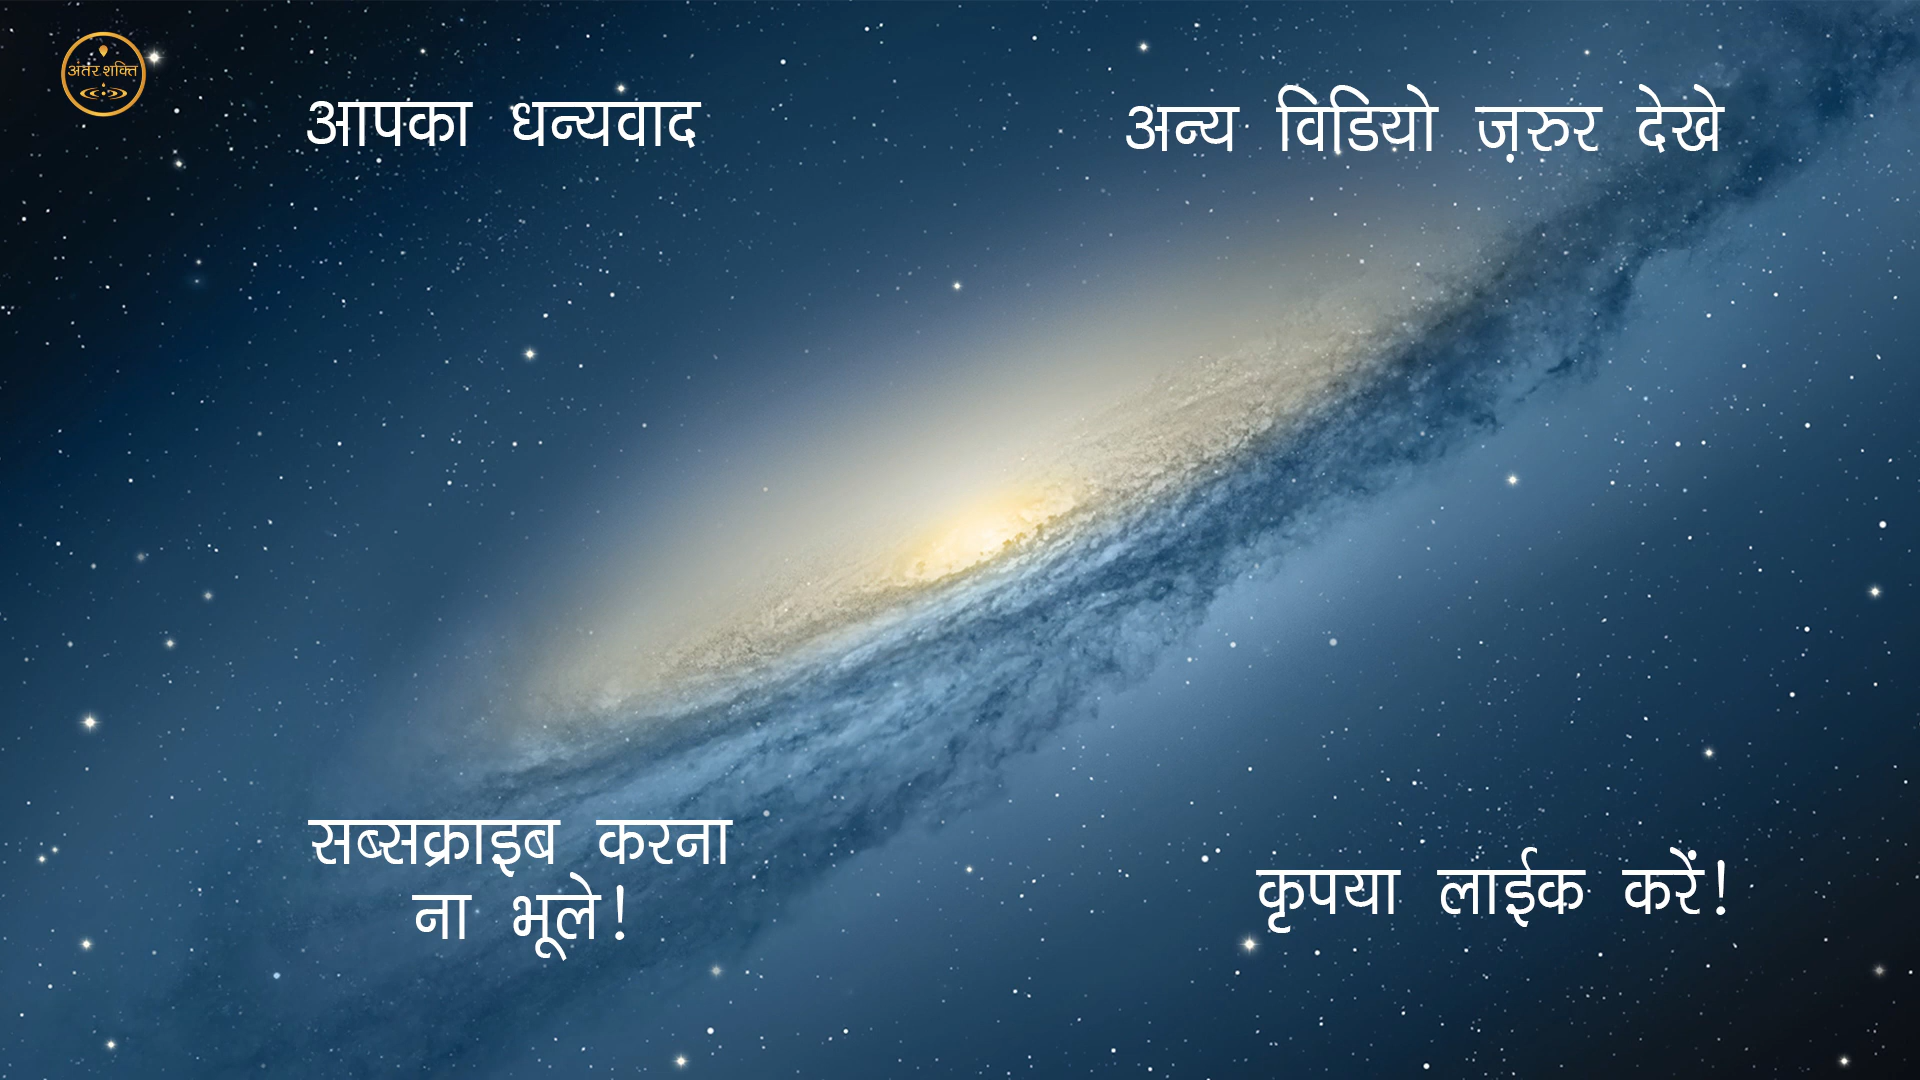 अंतर शक्ति
आपका धन्यवाद
अन्य विडियो ज़रुर देखे
सब्सक्राइब करना
ना भूले!
कृपया लाईक करें!